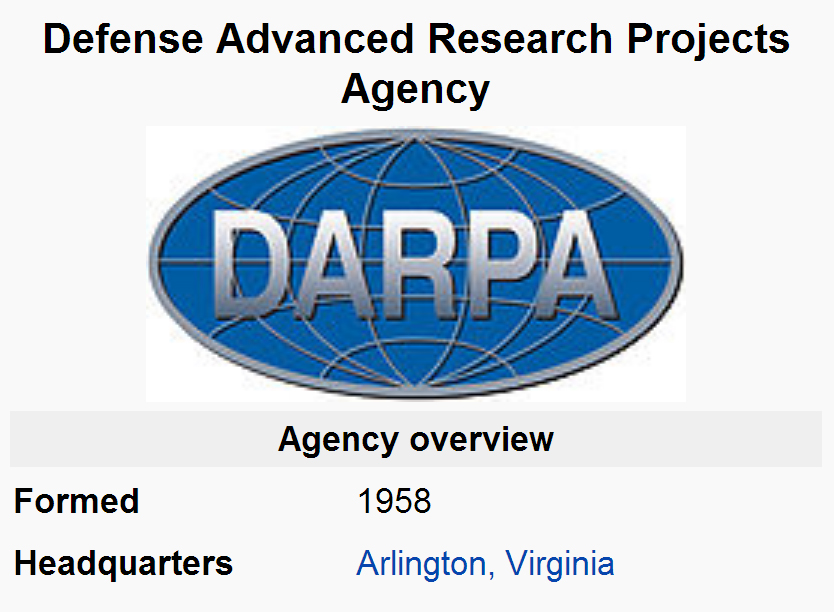 Defense Advanced Research Projects
Agency
DARPA
Agency overview
Formed 1958
Headquarters Arlington, Virginia